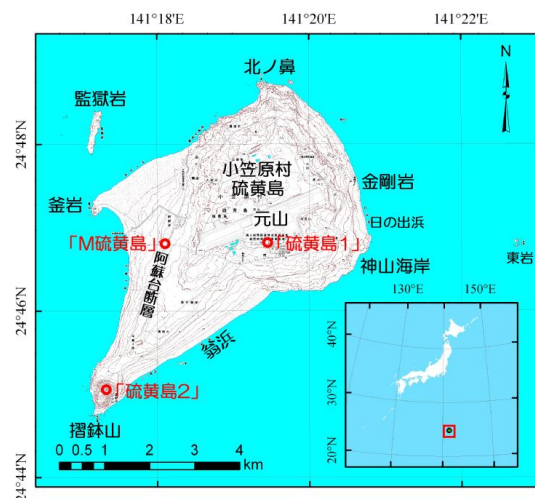 141°18'E
141°20'E
141°22'E
北ノ鼻
N
監獄岩
24°48'N
小笠原村
硫黄島
金剛岩
釜岩
元山
日の出浜
「M硫黄島」
「硫黄島1」
東岩
神山海岸
阿蘇台断層
24°46'N
130°E
150°E
40°N
翁浜
30°N
「硫黄島2」
摺鉢山
20°N
0 0.5 1 2 3 4
km
24°44'N